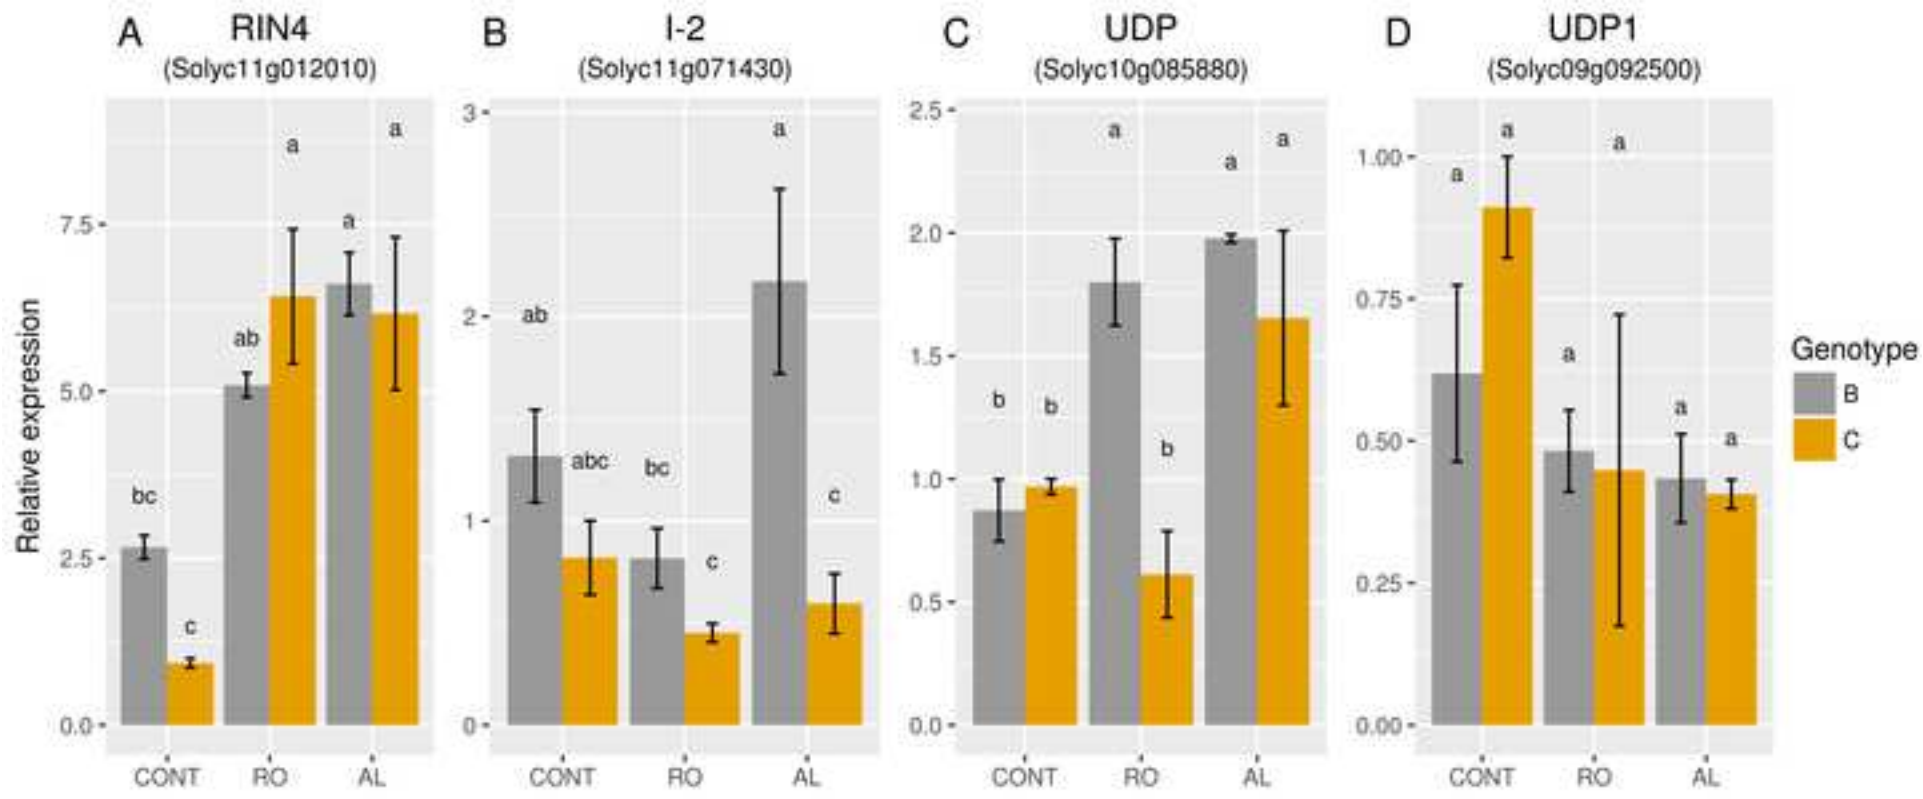 A RIN4
(Solyc11g012010)
B I-2
(Solyc11g071430)
C UDP
(Solyc10g085880)
D UDP1
(Solyc09g092500)
Relative expression
7.5
5.0
2.5
0.0
bc
c
ab
a
a
a
CONT RO AL
3
2
1
0
ab
abc
bc
c
a
c
CONT RO AL
2.5
2.0
1.5
1.0
0.5
0.0
b
b
a
b
a
a
CONT RO AL
1.00
0.75
0.50
0.25
0.00
a
a
a
a
a
a
CONT RO AL
Genotype
B
C